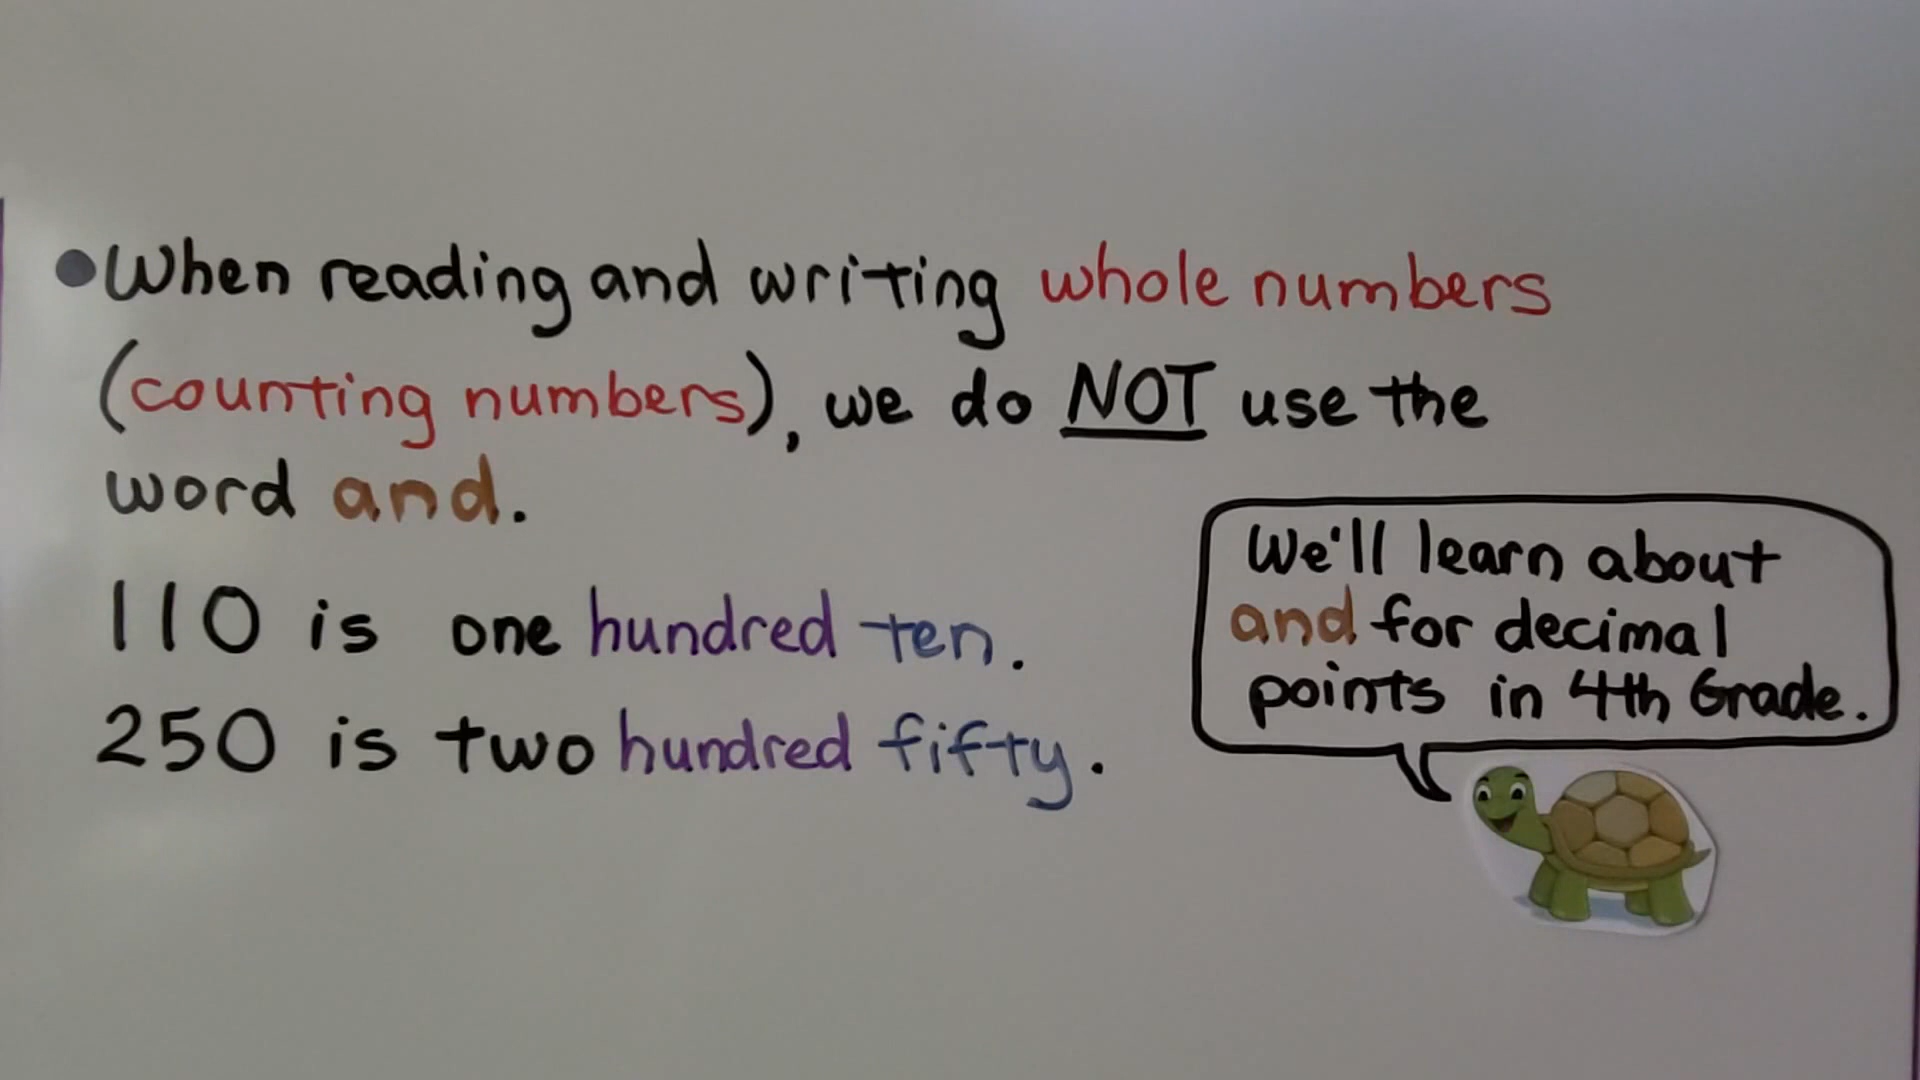 •When reading and writing whole numbers
(counting numbers), we do NOT use the
word and.
110 is one hundred ten.
250 is two hundred fifty.
We'll learn about
and for decimal
points in 4th Grade.